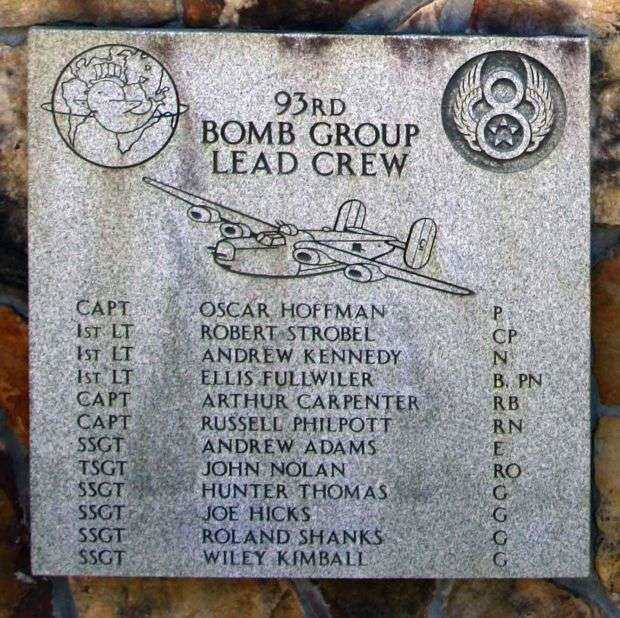 93RD
BOMB GROUP
LEAD CREW
CAPT OSCAR HOFFMAN P
1ST LT ROBERT STROBEL CP
1ST LT ANDREW KENNEDY N
1ST LT ELLIS FULLWILER B, PN
CAPT ARTHUR CARPENTER RB
CAPT RUSSELL PHILPOTT RN
SSGT ANDREW ADAMS E
TSGT JOHN NOLAN RO
SSGT HUNTER THOMAS G
SSGT JOE HICKS G
SSGT ROLAND SHANKS G
SSGT WILEY KIMBALL G